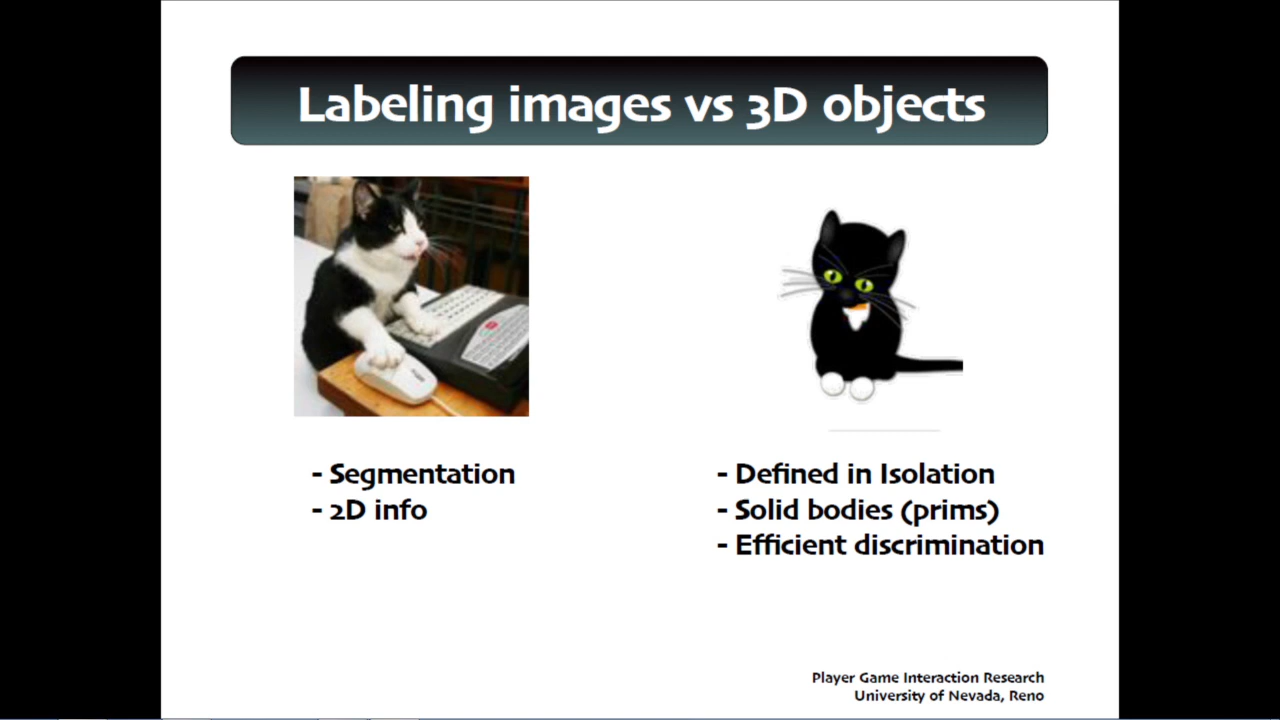 Labeling images vs 3D objects
- Segmentation
- 2D info
- Defined in Isolation
- Solid bodies (prims)
- Efficient discrimination
Player Game Interaction Research
University of Nevada, Reno